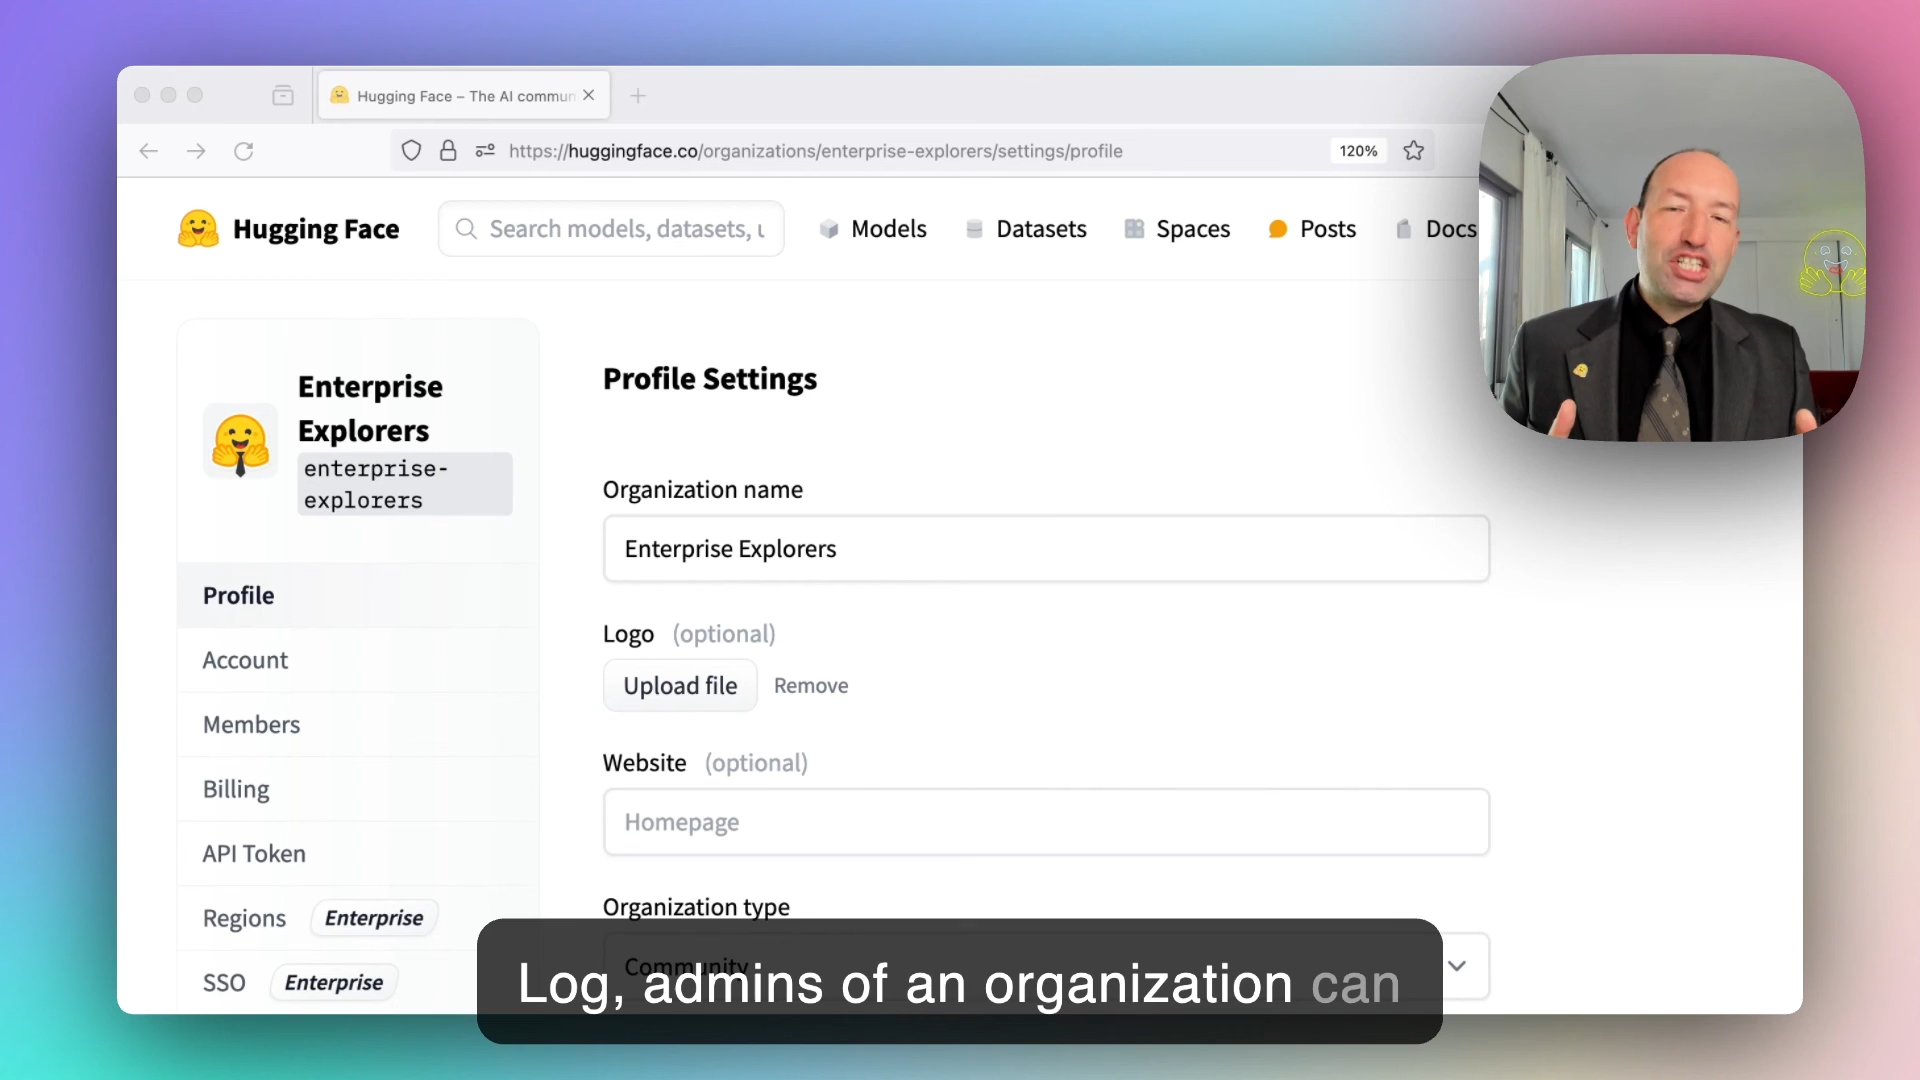 Hugging Face – The AI commun
https://huggingface.co/organizations/enterprise-explorers/settings/profile
120%
Hugging Face
Search models, datasets, u
Models
Datasets
Spaces
Posts
Docs
Enterprise
Explorers
enterprise-
explorers
Profile
Account
Members
Billing
API Token
Regions Enterprise
SSO Enterprise
Profile Settings
Organization name
Enterprise Explorers
Logo (optional)
Upload file Remove
Website (optional)
Homepage
Organization type
Community
Log, admins of an organization can